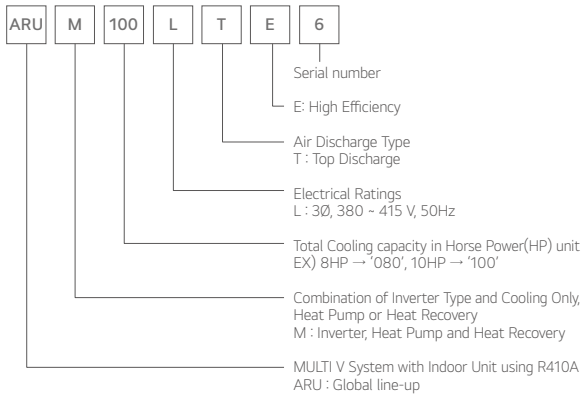 ARU M 100 L T E 6
Serial number
E: High Efficiency
Air Discharge Type
T : Top Discharge
Electrical Ratings
L : 3Ø, 380 ~ 415 V, 50Hz
Total Cooling capacity in Horse Power(HP) unit
EX) 8HP → '080', 10HP → '100'
Combination of Inverter Type and Cooling Only,
Heat Pump or Heat Recovery
M : Inverter, Heat Pump and Heat Recovery
MULTI V System with Indoor Unit using R410A
ARU : Global line-up